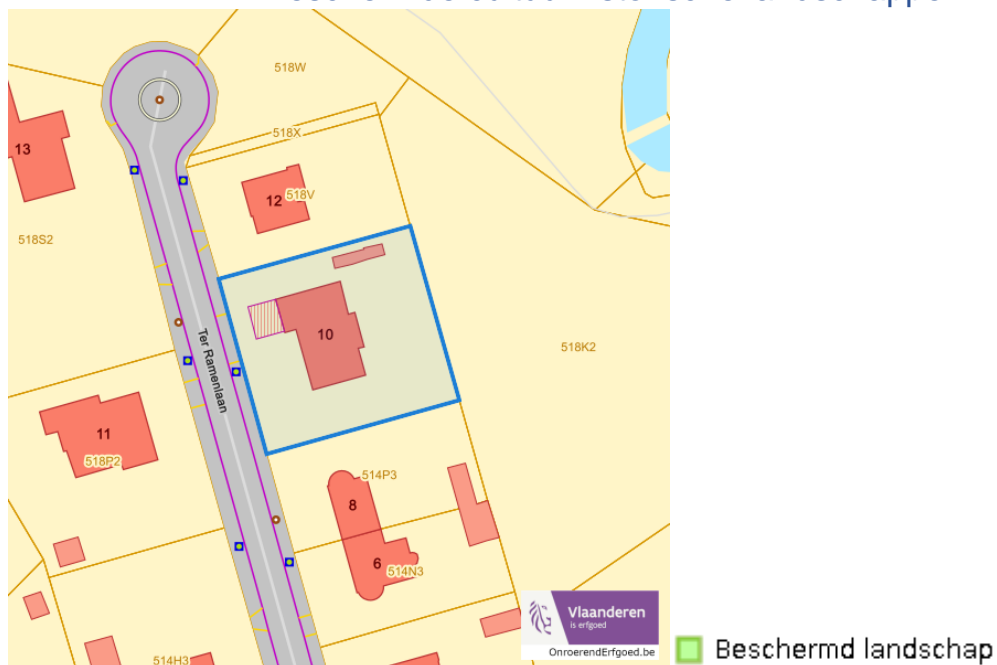 518W
518X
13
12
518V
518S2
10
Ter Ramenlaan
518K2
11
518P2
514P3
8
6
514N3
Vlaanderen
is erfgoed
OnroerendErfgoed.be
514H3
Beschermd landschap